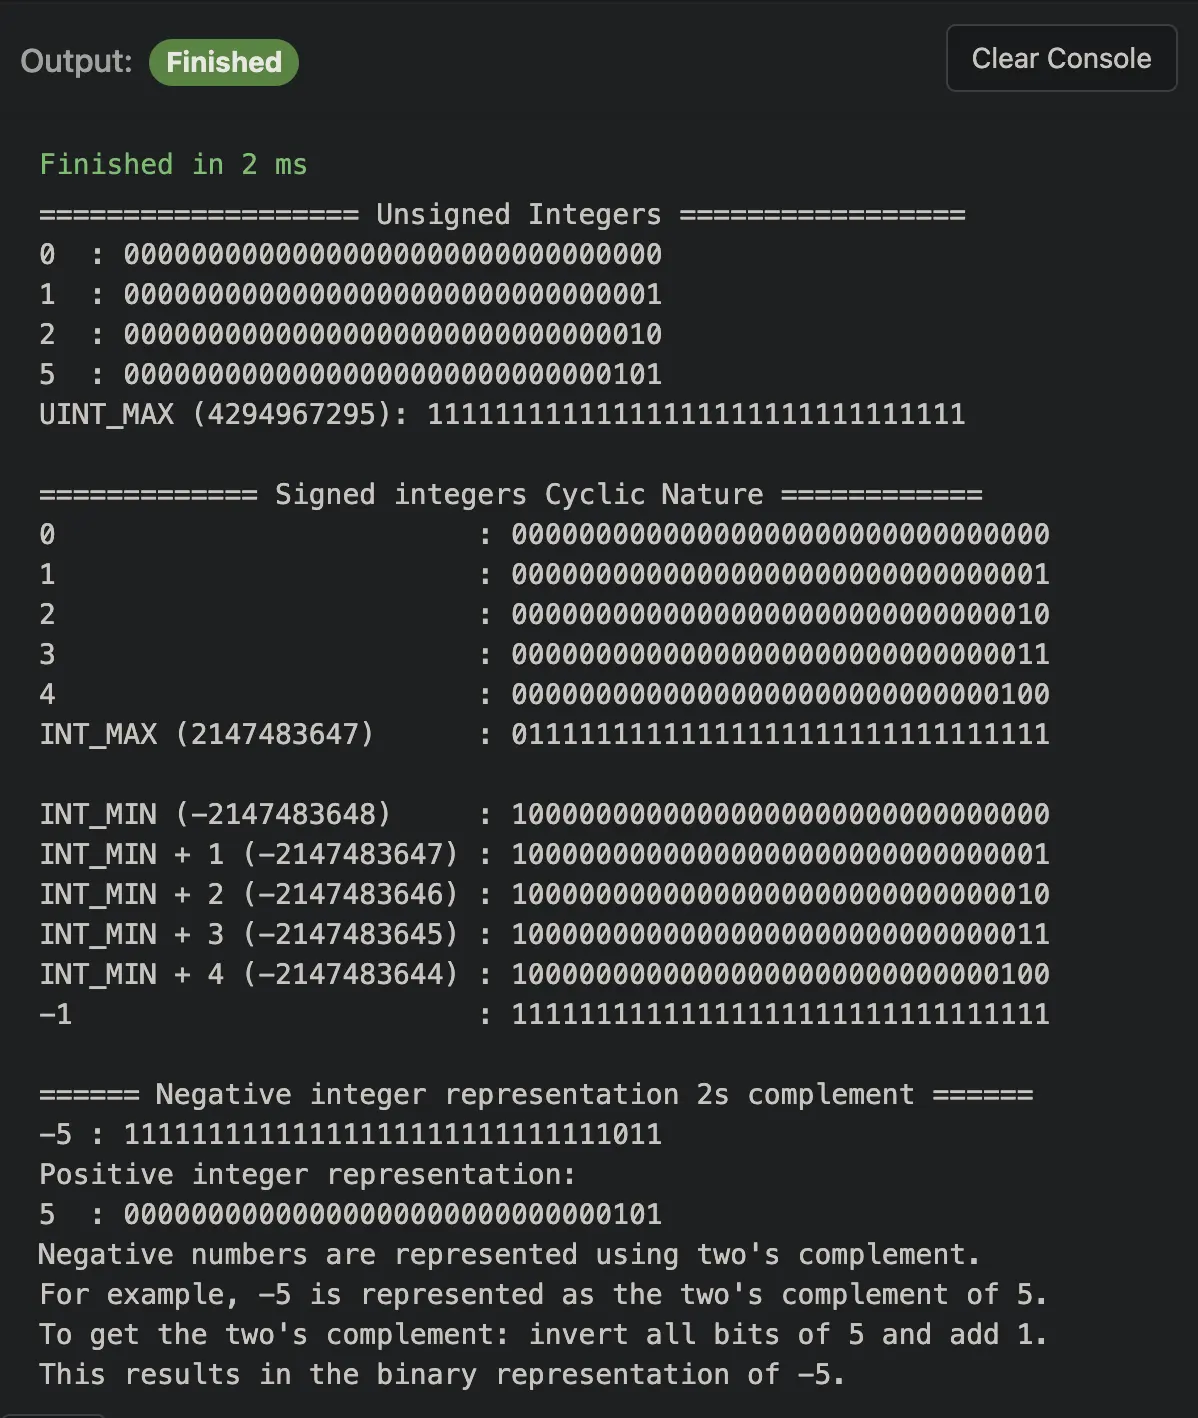 Output: Finished Clear Console
Finished in 2 ms
=================== Unsigned Integers =================
0  : 00000000000000000000000000000000
1  : 00000000000000000000000000000001
2  : 00000000000000000000000000000010
5  : 00000000000000000000000000000101
UINT_MAX (4294967295): 11111111111111111111111111111111
============= Signed integers Cyclic Nature ============
0                         : 00000000000000000000000000000000
1                         : 00000000000000000000000000000001
2                         : 00000000000000000000000000000010
3                         : 00000000000000000000000000000011
4                         : 00000000000000000000000000000100
INT_MAX (2147483647)      : 01111111111111111111111111111111
INT_MIN (-2147483648)     : 10000000000000000000000000000000
INT_MIN + 1 (-2147483647) : 10000000000000000000000000000001
INT_MIN + 2 (-2147483646) : 10000000000000000000000000000010
INT_MIN + 3 (-2147483645) : 10000000000000000000000000000011
INT_MIN + 4 (-2147483644) : 10000000000000000000000000000100
-1                        : 11111111111111111111111111111111
====== Negative integer representation 2s complement ======
-5 : 11111111111111111111111111111011
Positive integer representation:
5  : 00000000000000000000000000000101
Negative numbers are represented using two's complement.
For example, -5 is represented as the two's complement of 5.
To get the two's complement: invert all bits of 5 and add 1.
This results in the binary representation of -5.